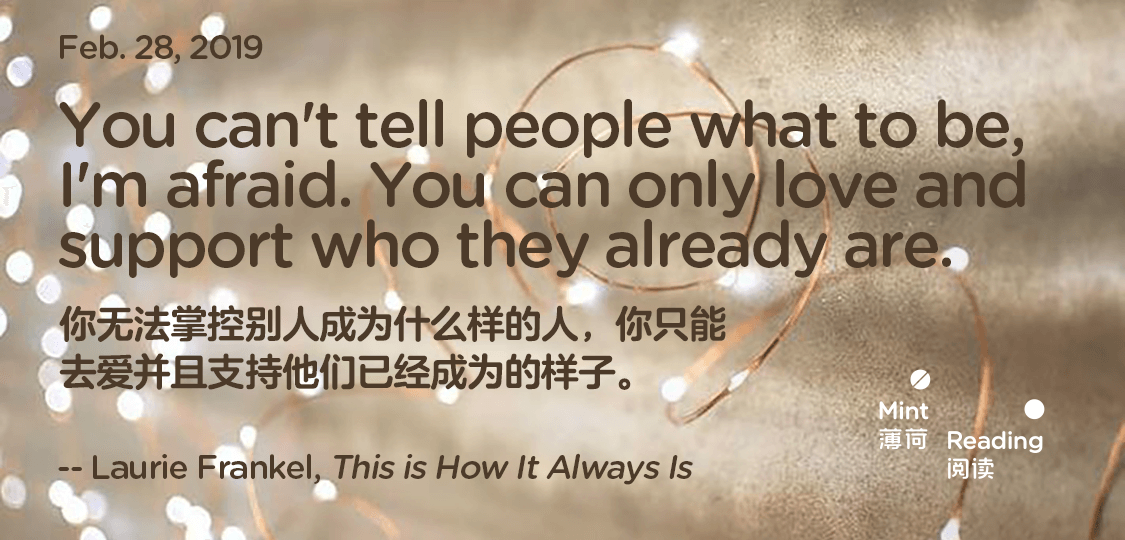 Feb. 28, 2019
You can't tell people what to be,
I'm afraid. You can only love and
support who they already are.
你无法掌控别人成为什么样的人，你只能
去爱并且支持他们已经成为的样子。
-- Laurie Frankel, This is How It Always Is
Mint
薄荷
Reading
阅读